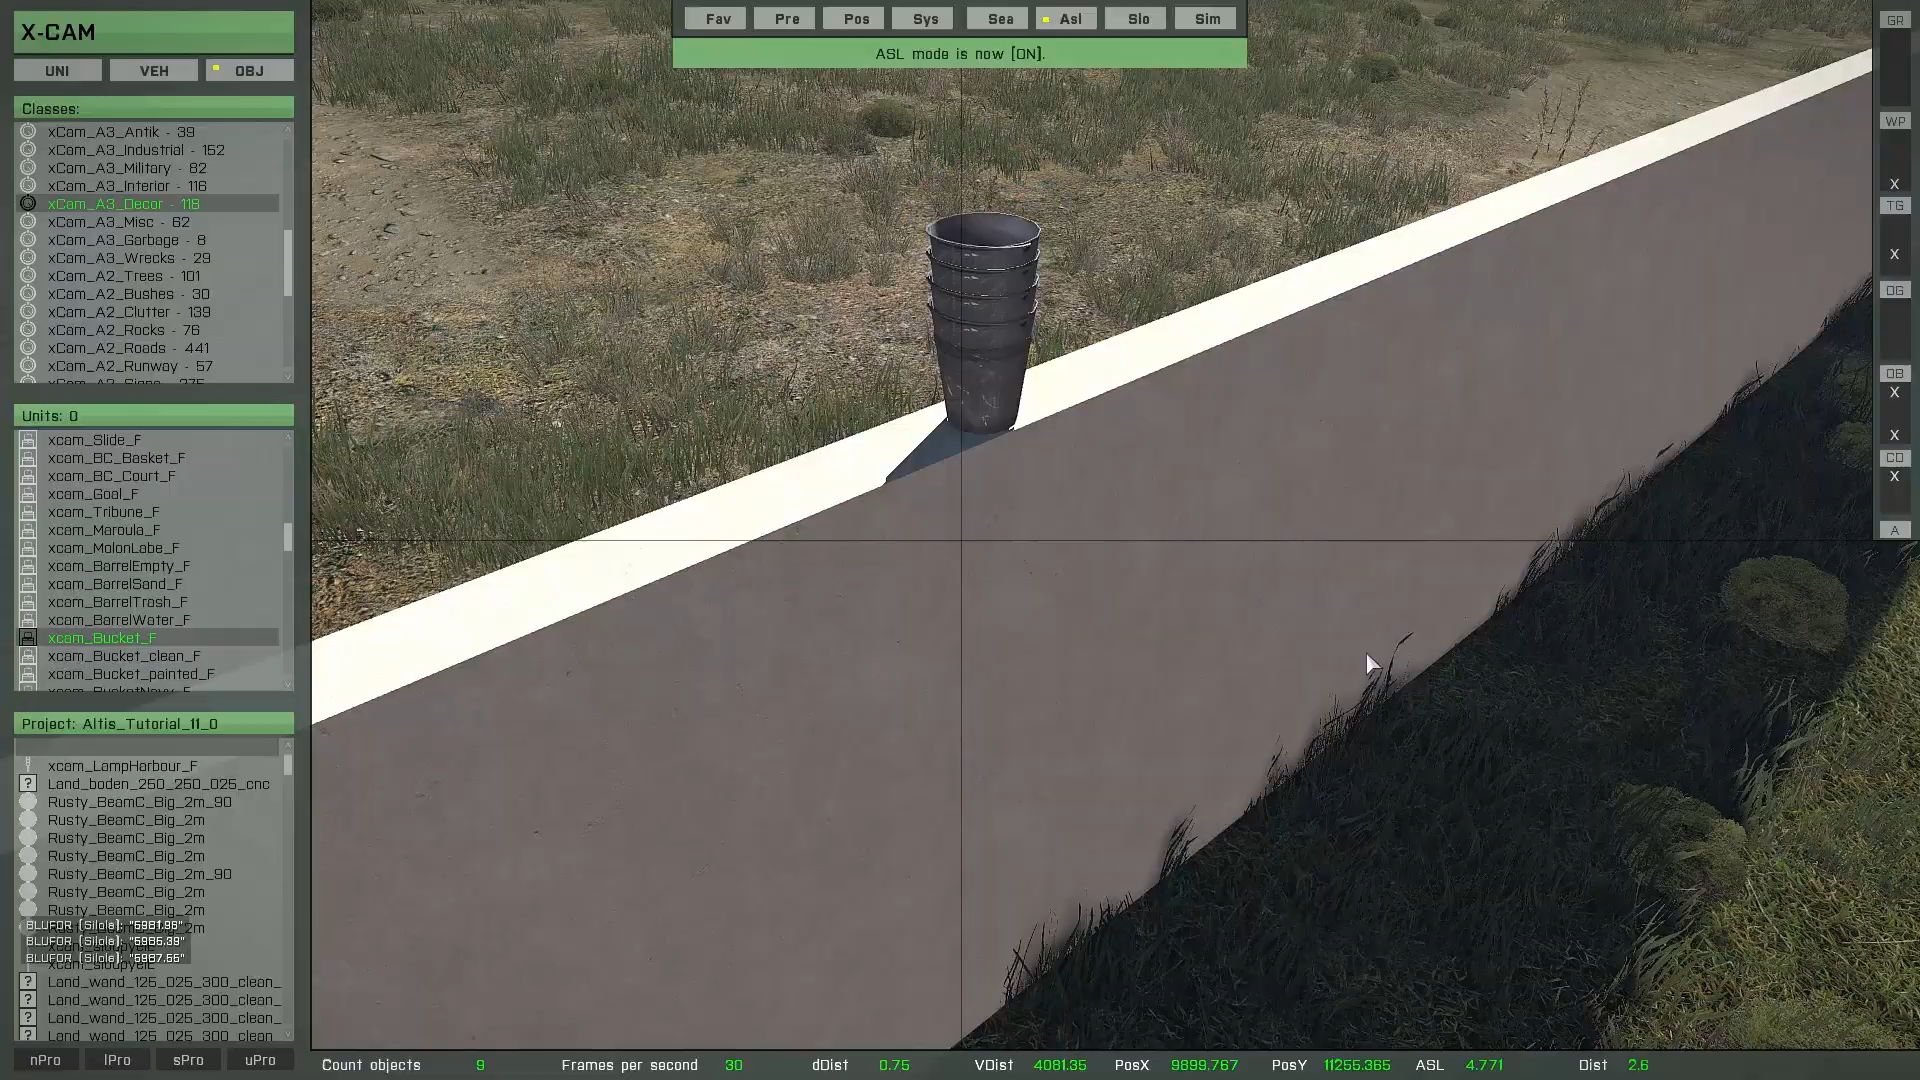 X-CAM
UNI VEH OBJ
Classes:
xCam_A3_Antik - 39
xCam_A3_Industrial - 152
xCam_A3_Military - 82
xCam_A3_Interior - 116
xCam_A3_Decor - 118
xCam_A3_Misc - 62
xCam_A3_Garbage - 8
xCam_A3_Wrecks - 29
xCam_A2_Trees - 101
xCam_A2_Bushes - 30
xCam_A2_Clutter - 139
xCam_A2_Rocks - 76
xCam_A2_Roads - 441
xCam_A2_Runway - 57
Units: 0
xcam_Slide_F
xcam_BC_Basket_F
xcam_BC_Court_F
xcam_Goal_F
xcam_Tribune_F
xcam_Maroula_F
xcam_MolonLabe_F
xcam_BarrelEmpty_F
xcam_BarrelSand_F
xcam_BarrelTrash_F
xcam_BarrelWater_F
xcam_Bucket_F
xcam_Bucket_clean_F
xcam_Bucket_painted_F
xcam_BucketNavy_F
Project: Altis_Tutorial_11_0
xcam_LampHarbour_F
Land_boden_250_250_025_cnc
Rusty_BeamC_Big_2m_90
Rusty_BeamC_Big_2m
Rusty_BeamC_Big_2m
Rusty_BeamC_Big_2m
Rusty_BeamC_Big_2m_90
Rusty_BeamC_Big_2m
Rusty_BeamC_Big_2m
BLUFOR (Silola): "5981.96"
BLUFOR (Silola): "5985.39"
BLUFOR (Silola): "5987.55"
Land_wand_125_025_300_clean_
Land_wand_125_025_300_clean_
Land_wand_125_025_300_clean_
Land_wand_125_025_300_clean_
nPro lPro sPro uPro
Fav Pre Pos Sys Sea Asl Slo Sim
ASL mode is now [ON].
GR
WP
X
TG
X
OG
OB
X
X
CO
X
A
Count objects 9 Frames per second 30 dDist 0.75 VDist 4081.35 PosX 9899.767 PosY 11255.365 ASL 4.771 Dist 2.6